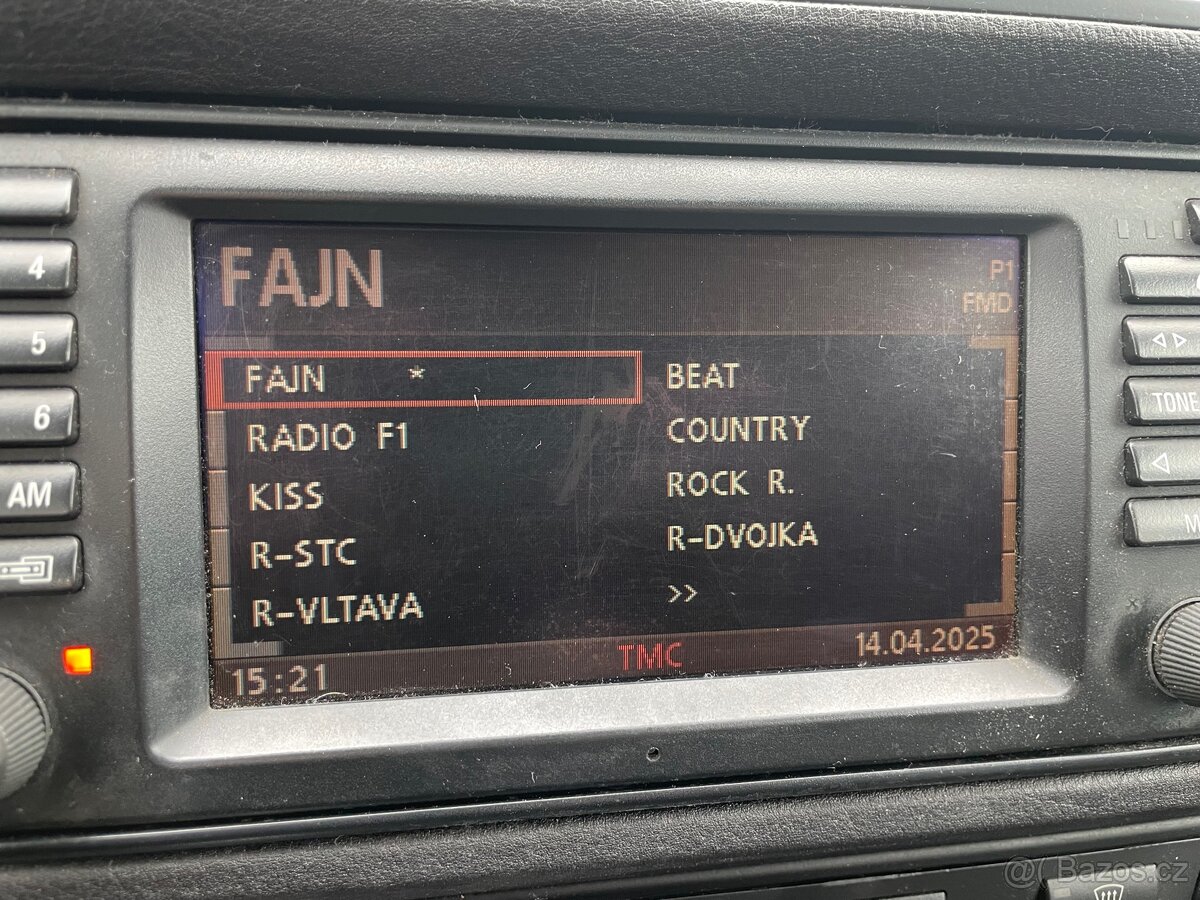 FAJN
P1
FMD
FAJN *
RADIO F1
KISS
R-STC
R-VLTAVA
BEAT
COUNTRY
ROCK R.
R-DVOJKA
>>
15:21
TMC
14.04.2025
4
5
6
AM
TONE
@ Bazos.cz